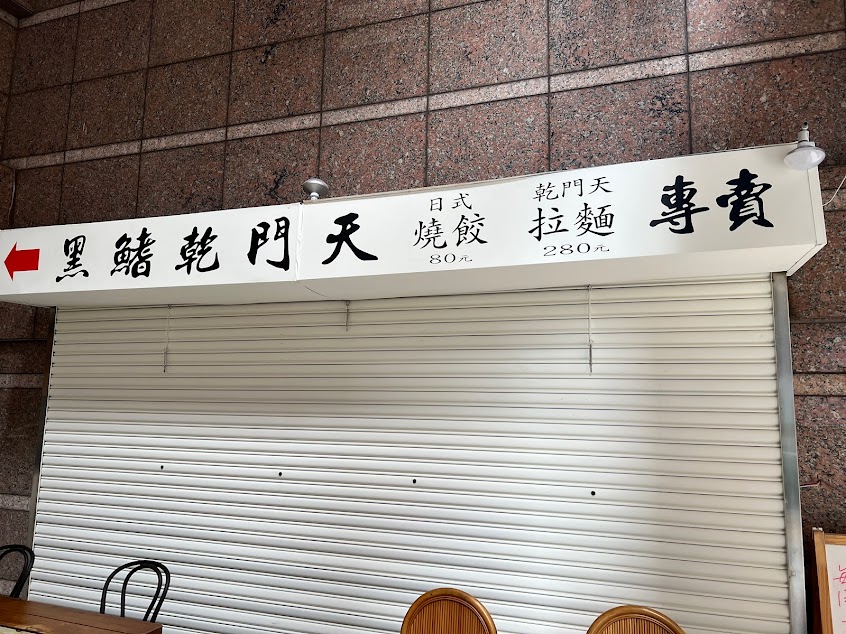 黑鰭乾門天
日式
燒餃
80元
乾門天
拉麵
280元
專賣